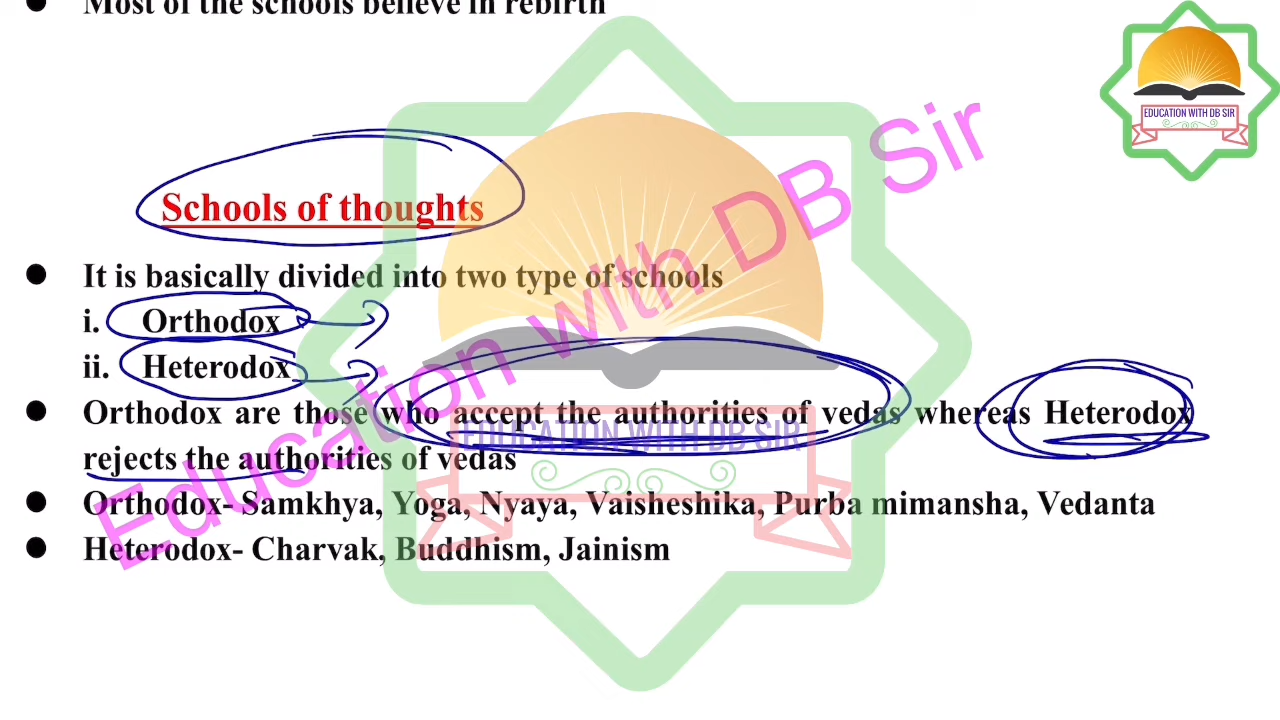 Most of the schools believe in rebirth
EDUCATION WITH DB SIR
Schools of thoughts
It is basically divided into two type of schools
i. Orthodox
ii. Heterodox
Orthodox are those who accept the authorities of vedas whereas Heterodox
rejects the authorities of vedas
Orthodox- Samkhya, Yoga, Nyaya, Vaisheshika, Purba mimansha, Vedanta
Heterodox- Charvak, Buddhism, Jainism
Education with DB Sir
EDUCATION WITH DB SIR